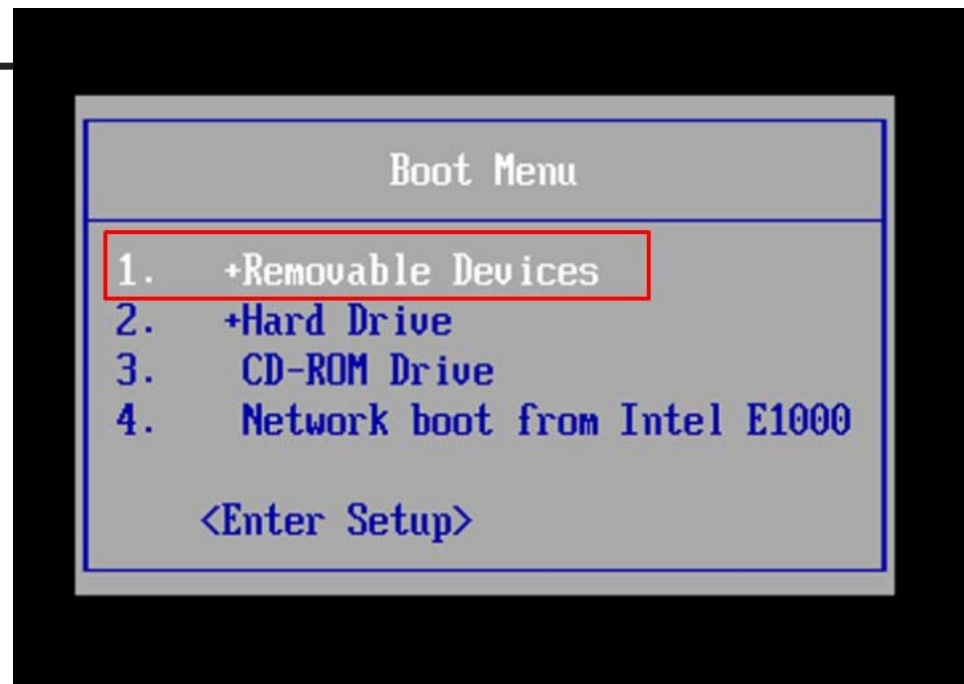 Boot Menu
1. +Removable Devices
2. +Hard Drive
3. CD-ROM Drive
4. Network boot from Intel E1000
<Enter Setup>